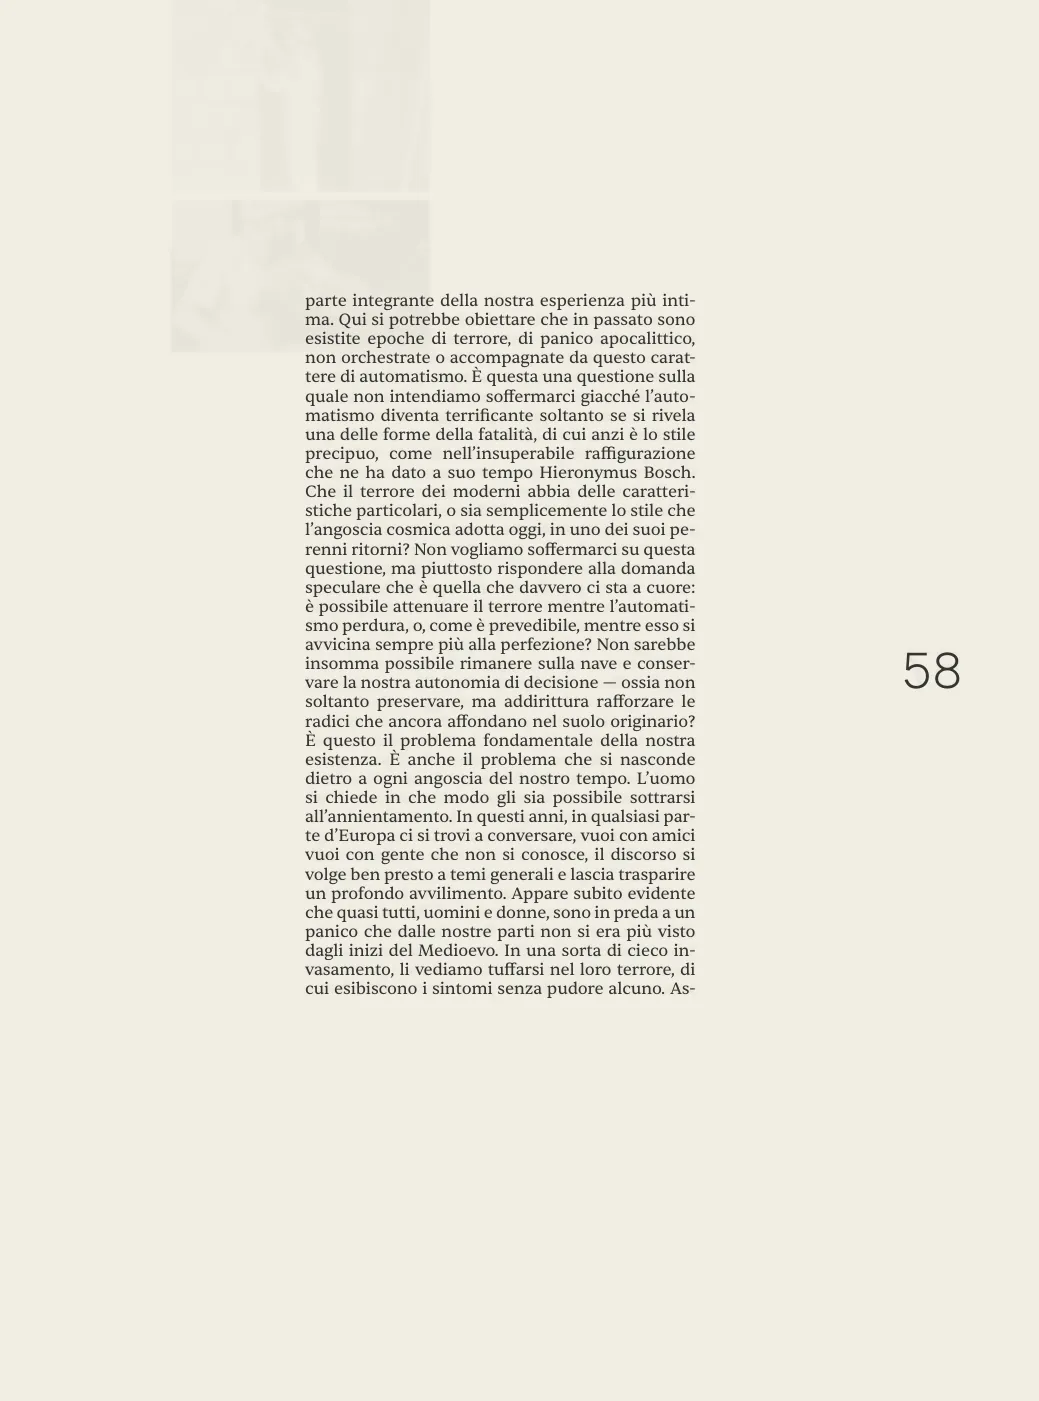 parte integrante della nostra esperienza più inti-
ma. Qui si potrebbe obiettare che in passato sono
esistite epoche di terrore, di panico apocalittico,
non orchestrate o accompagnate da questo carat-
tere di automatismo. È questa una questione sulla
quale non intendiamo soffermarci giacché l’auto-
matismo diventa terrificante soltanto se si rivela
una delle forme della fatalità, di cui anzi è lo stile
precipuo, come nell’insuperabile raffigurazione
che ne ha dato a suo tempo Hieronymus Bosch.
Che il terrore dei moderni abbia delle caratteri-
stiche particolari, o sia semplicemente lo stile che
l’angoscia cosmica adotta oggi, in uno dei suoi pe-
renni ritorni? Non vogliamo soffermarci su questa
questione, ma piuttosto rispondere alla domanda
speculare che è quella che davvero ci sta a cuore:
è possibile attenuare il terrore mentre l’automati-
smo perdura, o, come è prevedibile, mentre esso si
avvicina sempre più alla perfezione? Non sarebbe
insomma possibile rimanere sulla nave e conser-
vare la nostra autonomia di decisione — ossia non
soltanto preservare, ma addirittura rafforzare le
radici che ancora affondano nel suolo originario?
È questo il problema fondamentale della nostra
esistenza. È anche il problema che si nasconde
dietro a ogni angoscia del nostro tempo. L’uomo
si chiede in che modo gli sia possibile sottrarsi
all’annientamento. In questi anni, in qualsiasi par-
te d’Europa ci si trovi a conversare, vuoi con amici
vuoi con gente che non si conosce, il discorso si
volge ben presto a temi generali e lascia trasparire
un profondo avvilimento. Appare subito evidente
che quasi tutti, uomini e donne, sono in preda a un
panico che dalle nostre parti non si era più visto
dagli inizi del Medioevo. In una sorta di cieco in-
vasamento, li vediamo tuffarsi nel loro terrore, di
cui esibiscono i sintomi senza pudore alcuno. As-
58